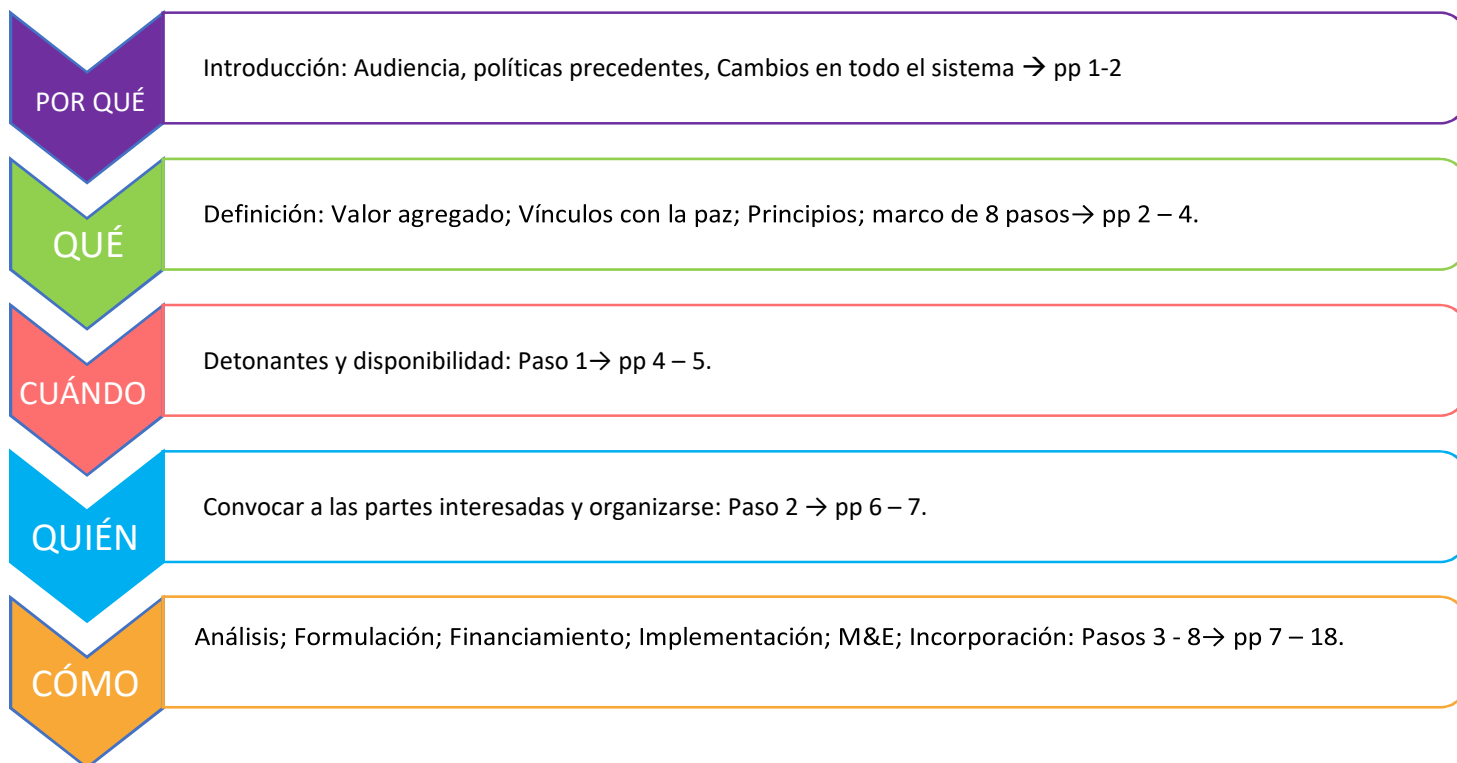 POR QUÉ
Introducción: Audiencia, políticas precedentes, Cambios en todo el sistema → pp 1-2
QUÉ
Definición: Valor agregado; Vínculos con la paz; Principios; marco de 8 pasos→ pp 2 – 4.
CUÁNDO
Detonantes y disponibilidad: Paso 1→ pp 4 – 5.
QUIÉN
Convocar a las partes interesadas y organizarse: Paso 2 → pp 6 – 7.
CÓMO
Análisis; Formulación; Financiamiento; Implementación; M&E; Incorporación: Pasos 3 - 8→ pp 7 – 18.